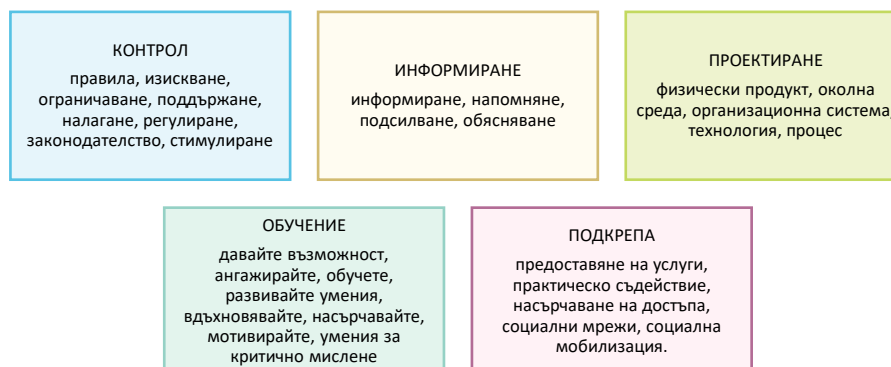 КОНТРОЛ
правила, изискване,
ограничаване, поддържане,
налагане, регулиране,
законодателство, стимулиране
ИНФОРМИРАНЕ
информиране, напомняне,
подсилване, обясняване
ПРОЕКТИРАНЕ
физически продукт, околна
среда, организационна система,
технология, процес
ОБУЧЕНИЕ
давайте възможност,
ангажирайте, обучете,
развивайте умения,
вдъхновявайте, насърчавайте,
мотивирайте, умения за
критично мислене
ПОДКРЕПА
предоставяне на услуги,
практическо съдействие,
насърчаване на достъпа,
социални мрежи, социална
мобилизация.